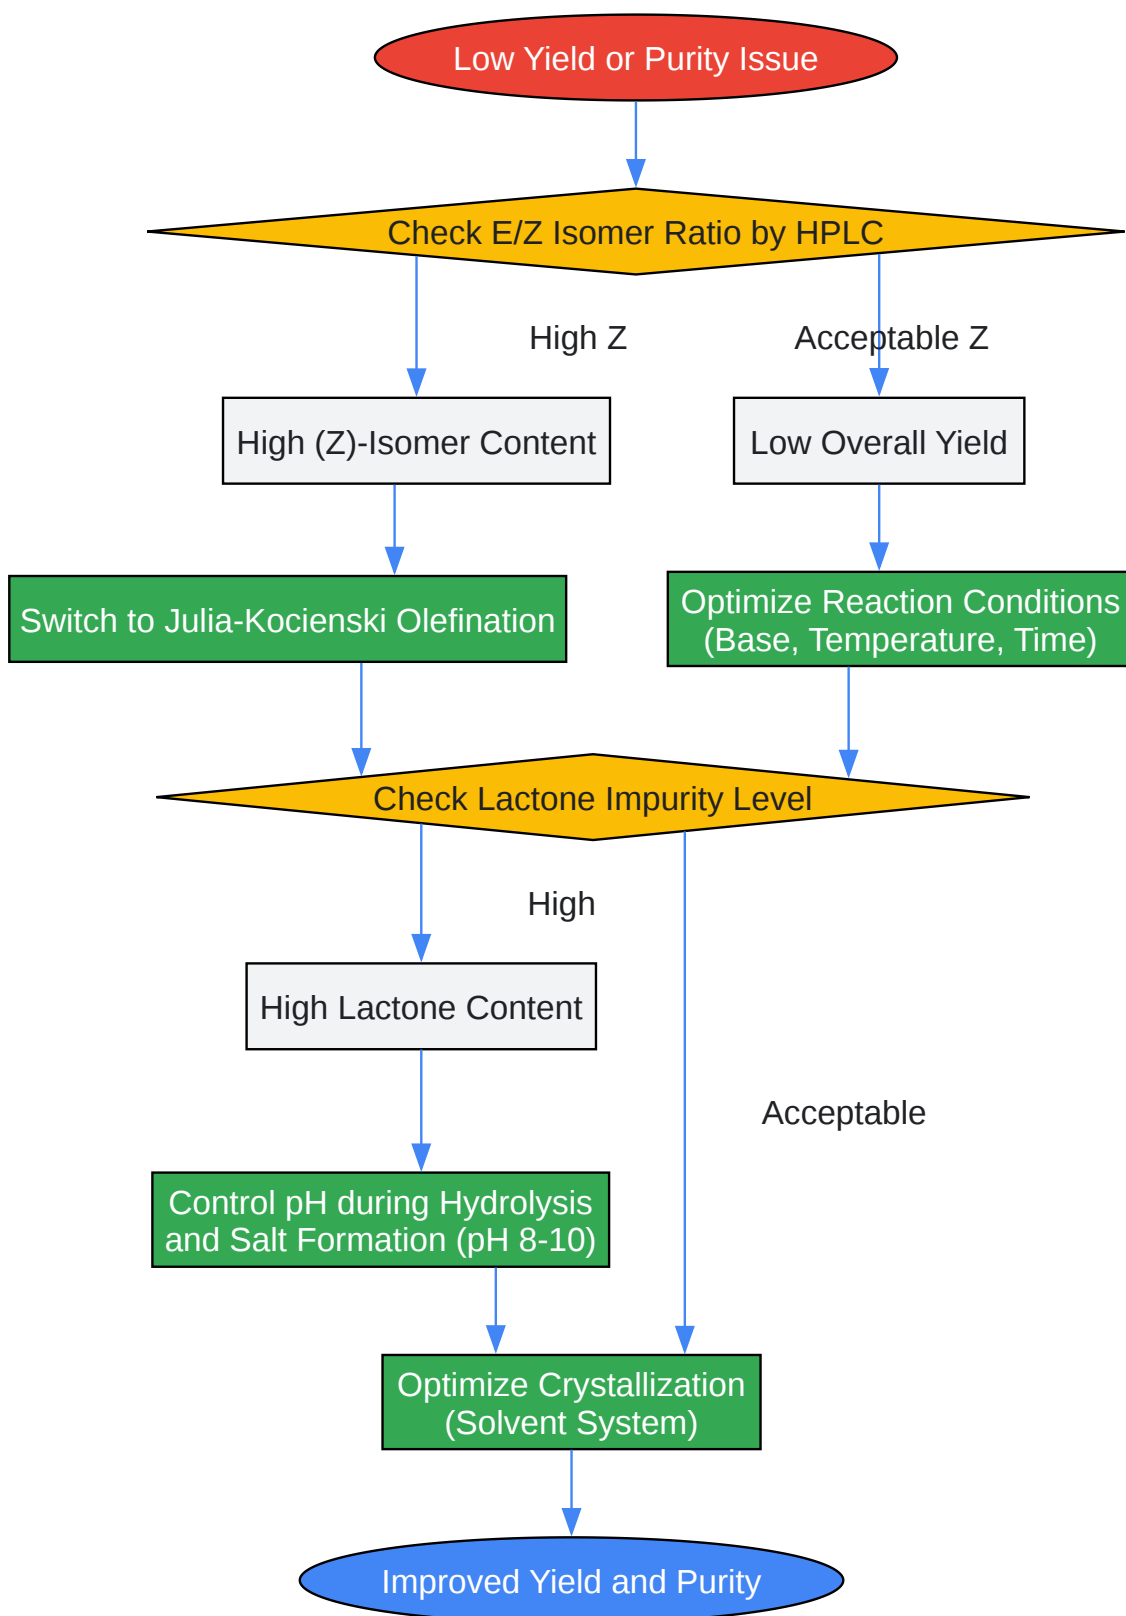 Low Yield or Purity Issue
Check E/Z Isomer Ratio by HPLC
High Z
Acceptable Z
High (Z)-Isomer Content
Low Overall Yield
Switch to Julia-Kocienski Olefination
Optimize Reaction Conditions
(Base, Temperature, Time)
Check Lactone Impurity Level
High
High Lactone Content
Acceptable
Control pH during Hydrolysis
and Salt Formation (pH 8-10)
Optimize Crystallization
(Solvent System)
Improved Yield and Purity